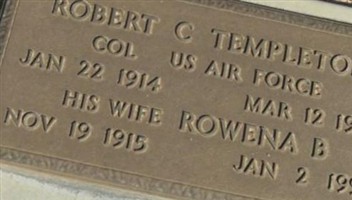 ROBERT C TEMPLETO
COL US AIR FORCE
JAN 22 1914 MAR 12 19
HIS WIFE ROWENA B
NOV 19 1915 JAN 2 199